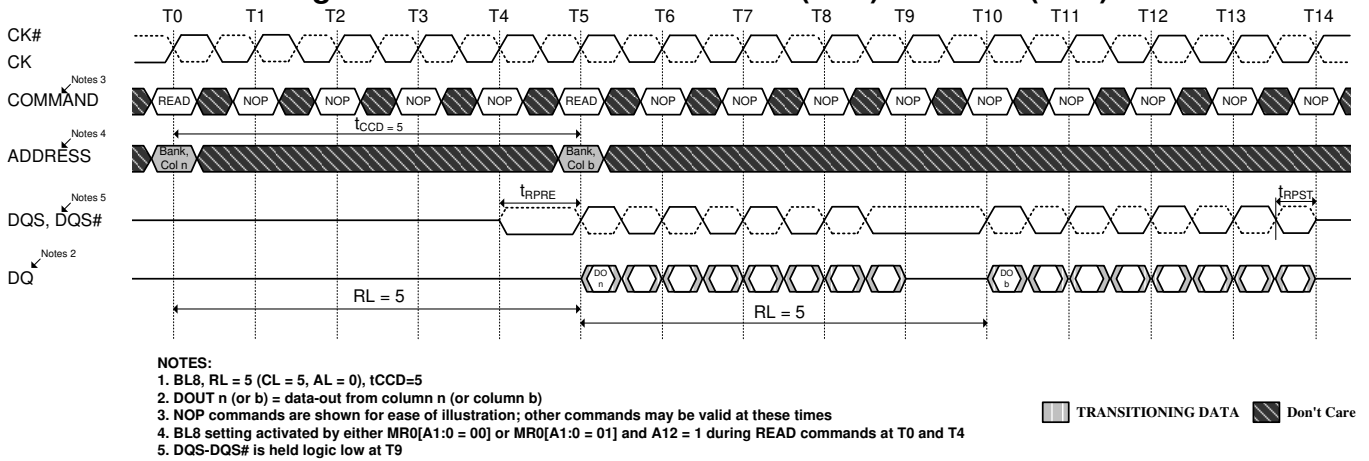 T0 T1 T2 T3 T4 T5 T6 T7 T8 T9 T10 T11 T12 T13 T14
CK#
CK
Notes 3
COMMAND READ NOP NOP NOP NOP READ NOP NOP NOP NOP NOP NOP NOP NOP NOP
tCCD = 5
Notes 4
ADDRESS
Bank, Col n
Bank, Col b
tRPRE
tRPST
Notes 5
DQS, DQS#
Notes 2
DQ
DO n
DO b
RL = 5
RL = 5
NOTES:
1. BL8, RL = 5 (CL = 5, AL = 0), tCCD=5
2. DOUT n (or b) = data-out from column n (or column b)
3. NOP commands are shown for ease of illustration; other commands may be valid at these times
4. BL8 setting activated by either MR0[A1:0 = 00] or MR0[A1:0 = 01] and A12 = 1 during READ commands at T0 and T4
5. DQS-DQS# is held logic low at T9
TRANSITIONING DATA
Don't Care